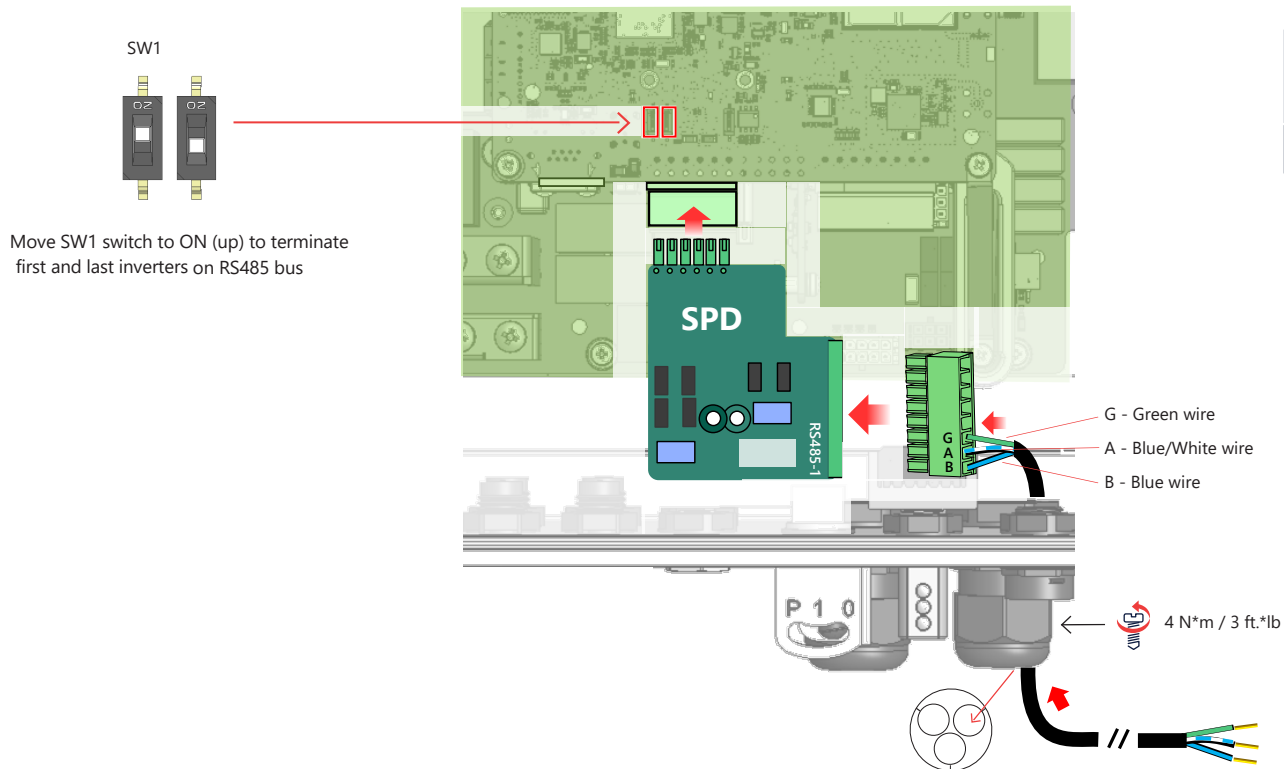 SW1
ON ON
Move SW1 switch to ON (up) to terminate
first and last inverters on RS485 bus
SPD
RS485-1
G
A
B
G - Green wire
A - Blue/White wire
B - Blue wire
P 1 0
4 N*m / 3 ft.*lb